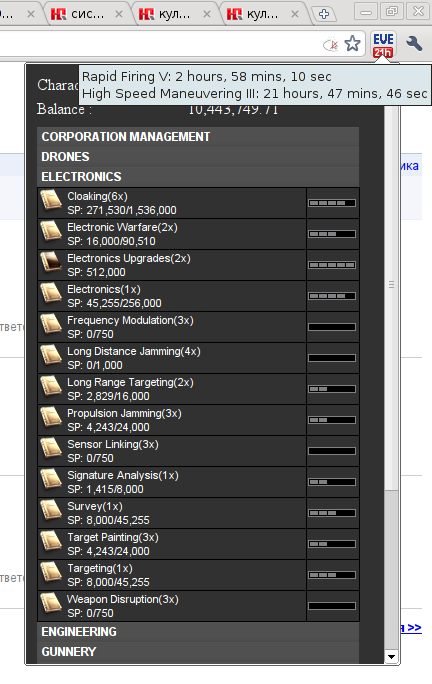 сис
кул
кул
EVE
21h
Rapid Firing V: 2 hours, 58 mins, 10 sec
High Speed Maneuvering III: 21 hours, 47 mins, 46 sec
Charac
Balance :
10,443,749.71
CORPORATION MANAGEMENT
DRONES
ика
ELECTRONICS
Cloaking(6x)
SP: 271,530/1,536,000
Electronic Warfare(2x)
SP: 16,000/90,510
Electronics Upgrades(2x)
SP: 512,000
Electronics(1x)
SP: 45,255/256,000
Frequency Modulation(3x)
SP: 0/750
ответ
Long Distance Jamming(4x)
SP: 0/1,000
Long Range Targeting(2x)
SP: 2,829/16,000
Propulsion Jamming(3x)
SP: 4,243/24,000
Sensor Linking(3x)
SP: 0/750
Signature Analysis(1x)
SP: 1,415/8,000
Survey(1x)
SP: 8,000/45,255
Target Painting(3x)
SP: 4,243/24,000
Targeting(1x)
SP: 8,000/45,255
ответ
Weapon Disruption(3x)
SP: 0/750
ENGINEERING
я >>
GUNNERY